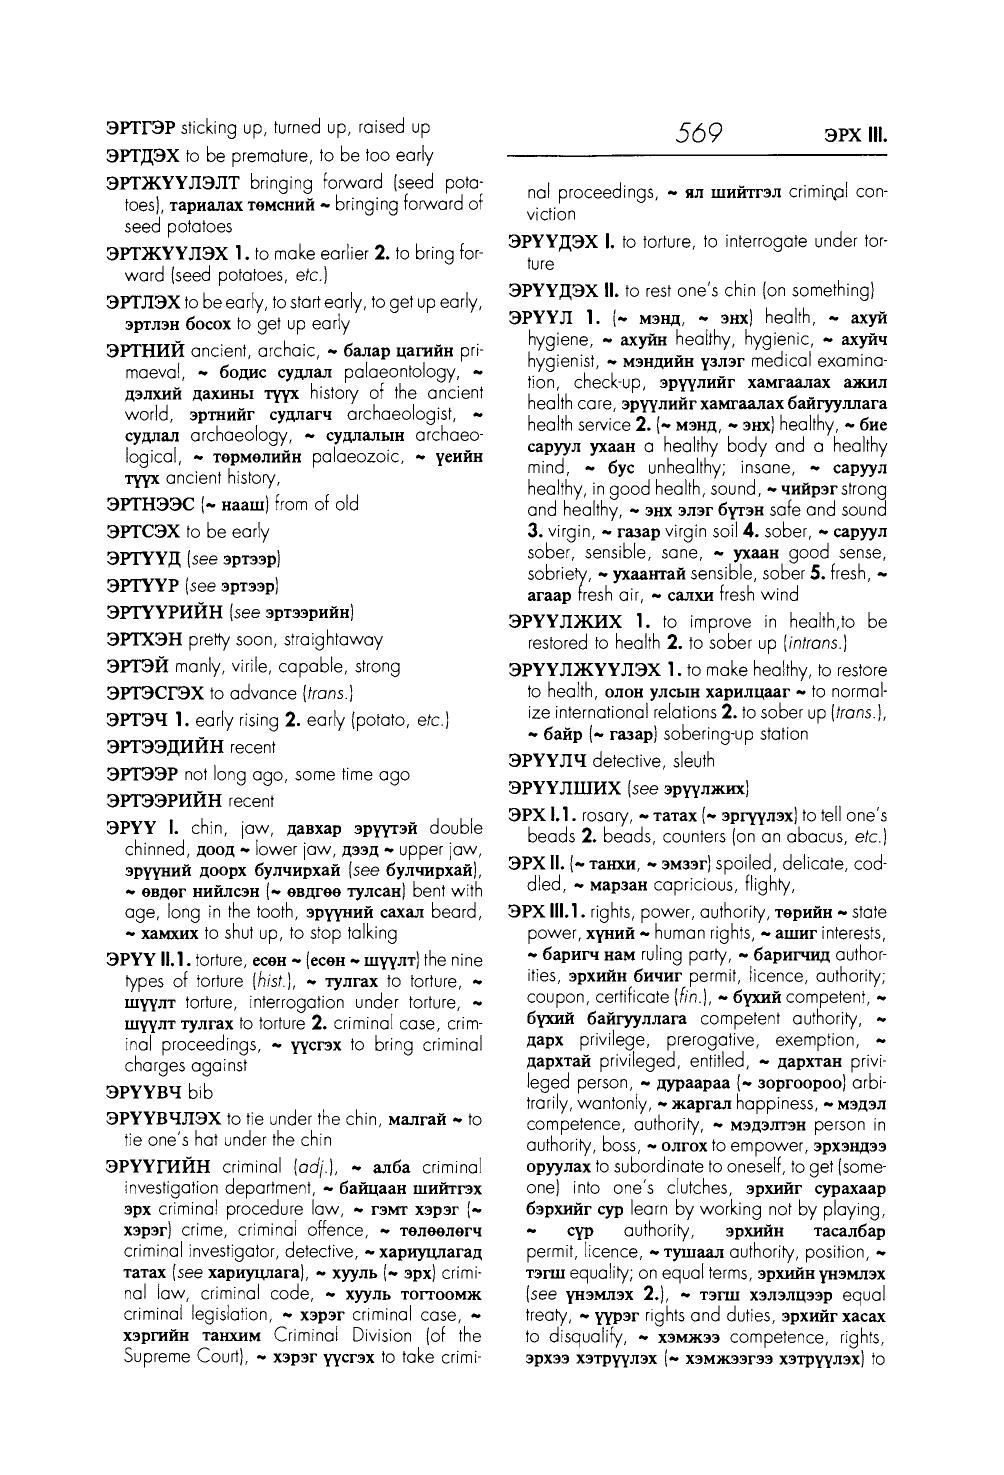 ЭРТГЭР sticking up, turned up, raised up
ЭРТДЭХ to be premature, to be too early
ЭРТЖҮҮЛЭЛТ bringing forward (seed pota-
toes), тариалах төмсний ~ bringing forward of
seed potatoes
ЭРТЖҮҮЛЭХ 1. to make earlier 2. to bring for-
ward (seed potatoes, etc.)
ЭРТЛЭХ to be early, to start early, to get up early,
эртлэн босох to get up early
ЭРТНИЙ ancient, archaic, ~ балар цагийн pri-
maeval, ~ бодис судлал palaeontology, ~
дэлхий дахины түүх history of the ancient
world, эртнийг судлагч archaeologist, ~
судлал archaeology, ~ судлалын archaeo-
logical, ~ төрмөлийн palaeozoic, ~ үеийн
түүх ancient history,
ЭРТНЭЭС (~ нааш) from of old
ЭРТСЭХ to be early
ЭРТҮҮД (see эртээр)
ЭРТҮҮР (see эртээр)
ЭРТҮҮРИЙН (see эртээрийн)
ЭРТХЭН pretty soon, straightaway
ЭРТЭЙ manly, virile, capable, strong
ЭРТЭСГЭХ to advance (trans.)
ЭРТЭЧ 1. early rising 2. early (potato, etc.)
ЭРТЭЭДИЙН recent
ЭРТЭЭР not long ago, some time ago
ЭРТЭЭРИЙН recent
ЭРҮҮ I. chin, jaw, давхар эрүүтэй double
chinned, доод ~ lower jaw, дээд ~ upper jaw,
эрүүний доорх булчирхай (see булчирхай),
~ өвдөг нийлсэн (~ өвдгөө тулсан) bent with
age, long in the tooth, эрүүний сахал beard,
~ хамхих to shut up, to stop talking
ЭРҮҮ II.1. torture, есөн ~ (есөн ~ шүүлт) the nine
types of torture (hist.), ~ тулгах to torture, ~
шүүлт torture, interrogation under torture, ~
шүүлт тулгах to torture 2. criminal case, crim-
inal proceedings, ~ үүсгэх to bring criminal
charges against
ЭРҮҮВЧ bib
ЭРҮҮВЧЛЭХ to tie under the chin, малгай ~ to
tie one's hat under the chin
ЭРҮҮГИЙН criminal (adj.), ~ алба criminal
investigation department, ~ байцаан шийтгэх
эрх criminal procedure law, ~ гэмт хэрэг (~
хэрэг) crime, criminal offence, ~ төлөөлөгч
criminal investigator, detective, ~ хариуцлагад
татах (see хариуцлага), ~ хууль (~ эрх) crimi-
nal law, criminal code, ~ хууль тогтоомж
criminal legislation, ~ хэрэг criminal case, ~
хэргийн танхим Criminal Division (of the
Supreme Court), ~ хэрэг үүсгэх to take crimi-
569 ЭРХ III.
nal proceedings, ~ ял шийтгэл criminal con-
viction
ЭРҮҮДЭХ I. to torture, to interrogate under tor-
ture
ЭРҮҮДЭХ II. to rest one's chin (on something)
ЭРҮҮЛ 1. (~ мэнд, ~ энх) health, ~ ахуй
hygiene, ~ ахуйн healthy, hygienic, ~ ахуйч
hygienist, ~ мэндийн үзлэг medical examina-
tion, check-up, эрүүлийг хамгаалах ажил
health care, эрүүлийг хамгаалах байгууллага
health service 2. (~ мэнд, ~ энх) healthy, ~ бие
саруул ухаан a healthy body and a healthy
mind, ~ бус unhealthy; insane, ~ саруул
healthy, in good health, sound, ~ чийрэг strong
and healthy, ~ энх элэг бүтэн safe and sound
3. virgin, ~ газар virgin soil 4. sober, ~ саруул
sober, sensible, sane, ~ ухаан good sense,
sobriety, ~ ухаантай sensible, sober 5. fresh, ~
агаар fresh air, ~ салхи fresh wind
ЭРҮҮЛЖИХ 1. to improve in health,to be
restored to health 2. to sober up (intrans.)
ЭРҮҮЛЖҮҮЛЭХ 1. to make healthy, to restore
to health, олон улсын харилцааг ~ to normal-
ize international relations 2. to sober up (trans.),
~ байр (~ газар) sobering-up station
ЭРҮҮЛЧ detective, sleuth
ЭРҮҮЛШИХ (see эрүүлжих)
ЭРХ I.1. rosary, ~ татах (~ эргүүлэх) to tell one's
beads 2. beads, counters (on an abacus, etc.)
ЭРХ II. (~ танхи, ~ эмзэг) spoiled, delicate, cod-
dled, ~ марзан capricious, flighty,
ЭРХ III.1. rights, power, authority, төрийн ~ state
power, хүний ~ human rights, ~ ашиг interests,
~ баригч нам ruling party, ~ баригчид author-
ities, эрхийн бичиг permit, licence, authority;
coupon, certificate (fin.), ~ бүхий competent, ~
бүхий байгууллага competent authority, ~
дарх privilege, prerogative, exemption, ~
дархтай privileged, entitled, ~ дархтан privi-
leged person, ~ дураараа (~ зоргоороо) arbi-
trarily, wantonly, ~ жаргал happiness, ~ мэдэл
competence, authority, ~ мэдэлтэн person in
authority, boss, ~ олгох to empower, эрхэндээ
оруулах to subordinate to oneself, to get (some-
one) into one's clutches, эрхийг сурахаар
бэрхийг сур learn by working not by playing,
~ сүр authority, эрхийн тасалбар
permit, licence, ~ тушаал authority, position, ~
тэгш equality; on equal terms, эрхийн үнэмлэх
(see үнэмлэх 2.), ~ тэгш хэлэлцээр equal
treaty, ~ үүрэг rights and duties, эрхийг хасах
to disqualify, ~ хэмжээ competence, rights,
эрхээ хэтрүүлэх (~ хэмжээгээ хэтрүүлэх) to